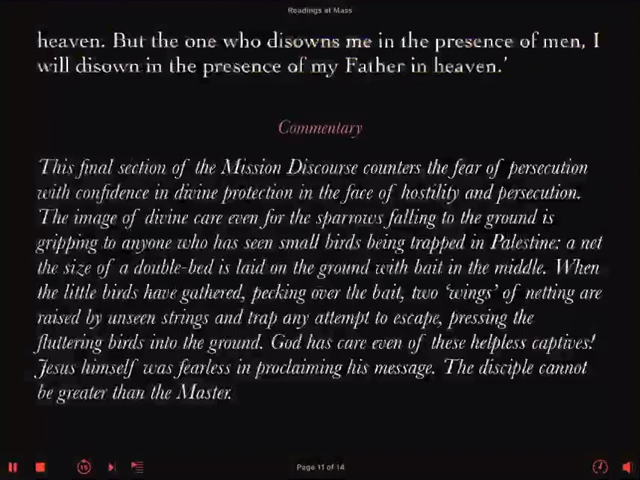 Readings at Mass
heaven. But the one who disowns me in the presence of men, I
will disown in the presence of my Father in heaven.’
Commentary
This final section of the Mission Discourse counters the fear of persecution
with confidence in divine protection in the face of hostility and persecution.
The image of divine care even for the sparrows falling to the ground is
gripping to anyone who has seen small birds being trapped in Palestine: a net
the size of a double-bed is laid on the ground with bait in the middle. When
the little birds have gathered, pecking over the bait, two ‘wings’ of netting are
raised by unseen strings and trap any attempt to escape, pressing the
fluttering birds into the ground. God has care even of these helpless captives!
Jesus himself was fearless in proclaiming his message. The disciple cannot
be greater than the Master.
15
Page 11 of 14